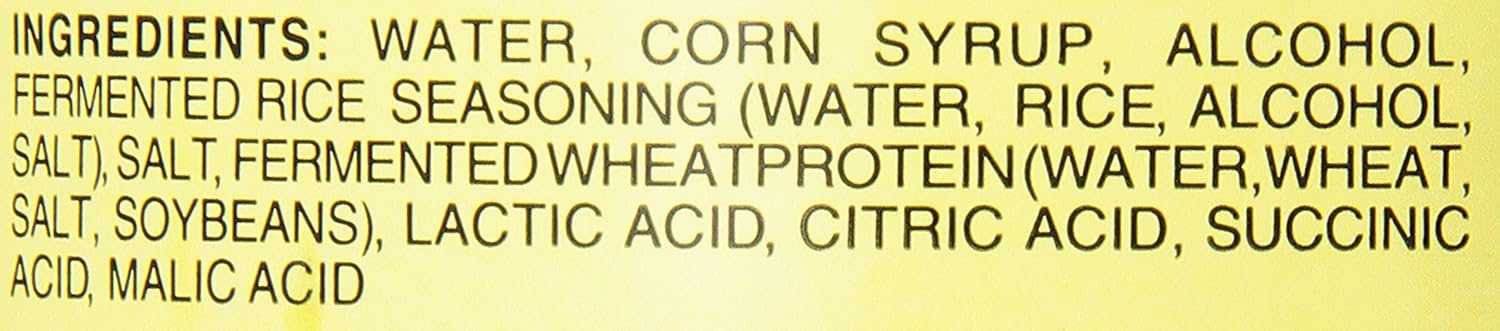 INGREDIENTS: WATER, CORN SYRUP, ALCOHOL,
FERMENTED RICE SEASONING (WATER, RICE, ALCOHOL,
SALT), SALT, FERMENTED WHEATPROTEIN(WATER,WHEAT,
SALT, SOYBEANS), LACTIC ACID, CITRIC ACID, SUCCINIC
ACID, MALIC ACID